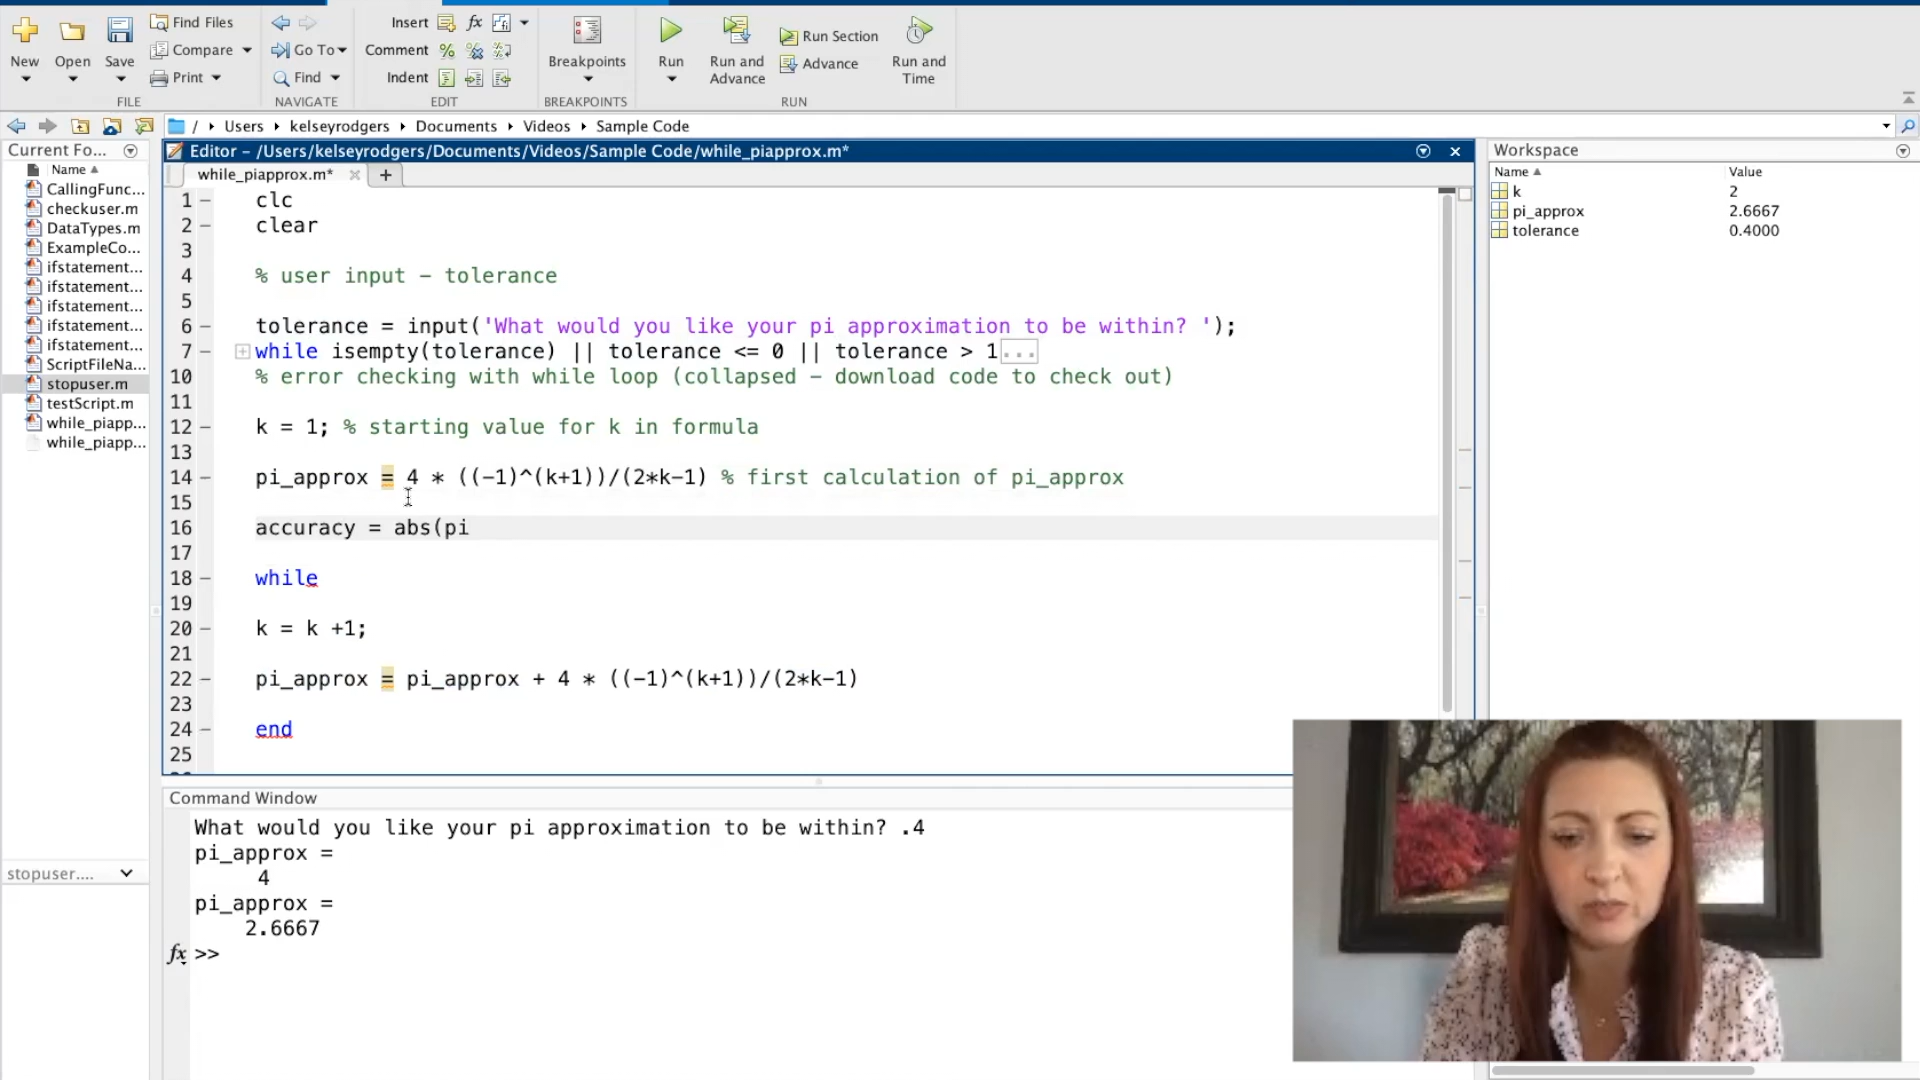 New
Open
Save
Find Files
Compare
Print
FILE
Go To
Find
NAVIGATE
Insert
fx
Comment
Indent
EDIT
Breakpoints
BREAKPOINTS
Run
Run and Advance
Run Section
Advance
Run and Time
RUN
/ Users kelseyrodgers Documents Videos Sample Code
Current Fo...
Name
CallingFunc...
checkuser.m
DataTypes.m
ExampleCo...
ifstatement...
ifstatement...
ifstatement...
ifstatement...
ifstatement...
ScriptFileNa...
stopuser.m
testScript.m
while_piapp...
while_piapp...
stopuser....
Editor - /Users/kelseyrodgers/Documents/Videos/Sample Code/while_piapprox.m*
while_piapprox.m* × +
1 – clc
2 – clear
3
4 % user input - tolerance
5
6 – tolerance = input('What would you like your pi approximation to be within? ');
7 – while isempty(tolerance) || tolerance <= 0 || tolerance > 1...
10 % error checking with while loop (collapsed - download code to check out)
11
12 – k = 1; % starting value for k in formula
13
14 – pi_approx = 4 * ((-1)^(k+1))/(2*k-1) % first calculation of pi_approx
15
16 accuracy = abs(pi
17
18 – while
19
20 – k = k +1;
21
22 – pi_approx = pi_approx + 4 * ((-1)^(k+1))/(2*k-1)
23
24 – end
25
Command Window
What would you like your pi approximation to be within? .4
pi_approx =
4
pi_approx =
2.6667
fx >>
Workspace
Name Value
k 2
pi_approx 2.6667
tolerance 0.4000